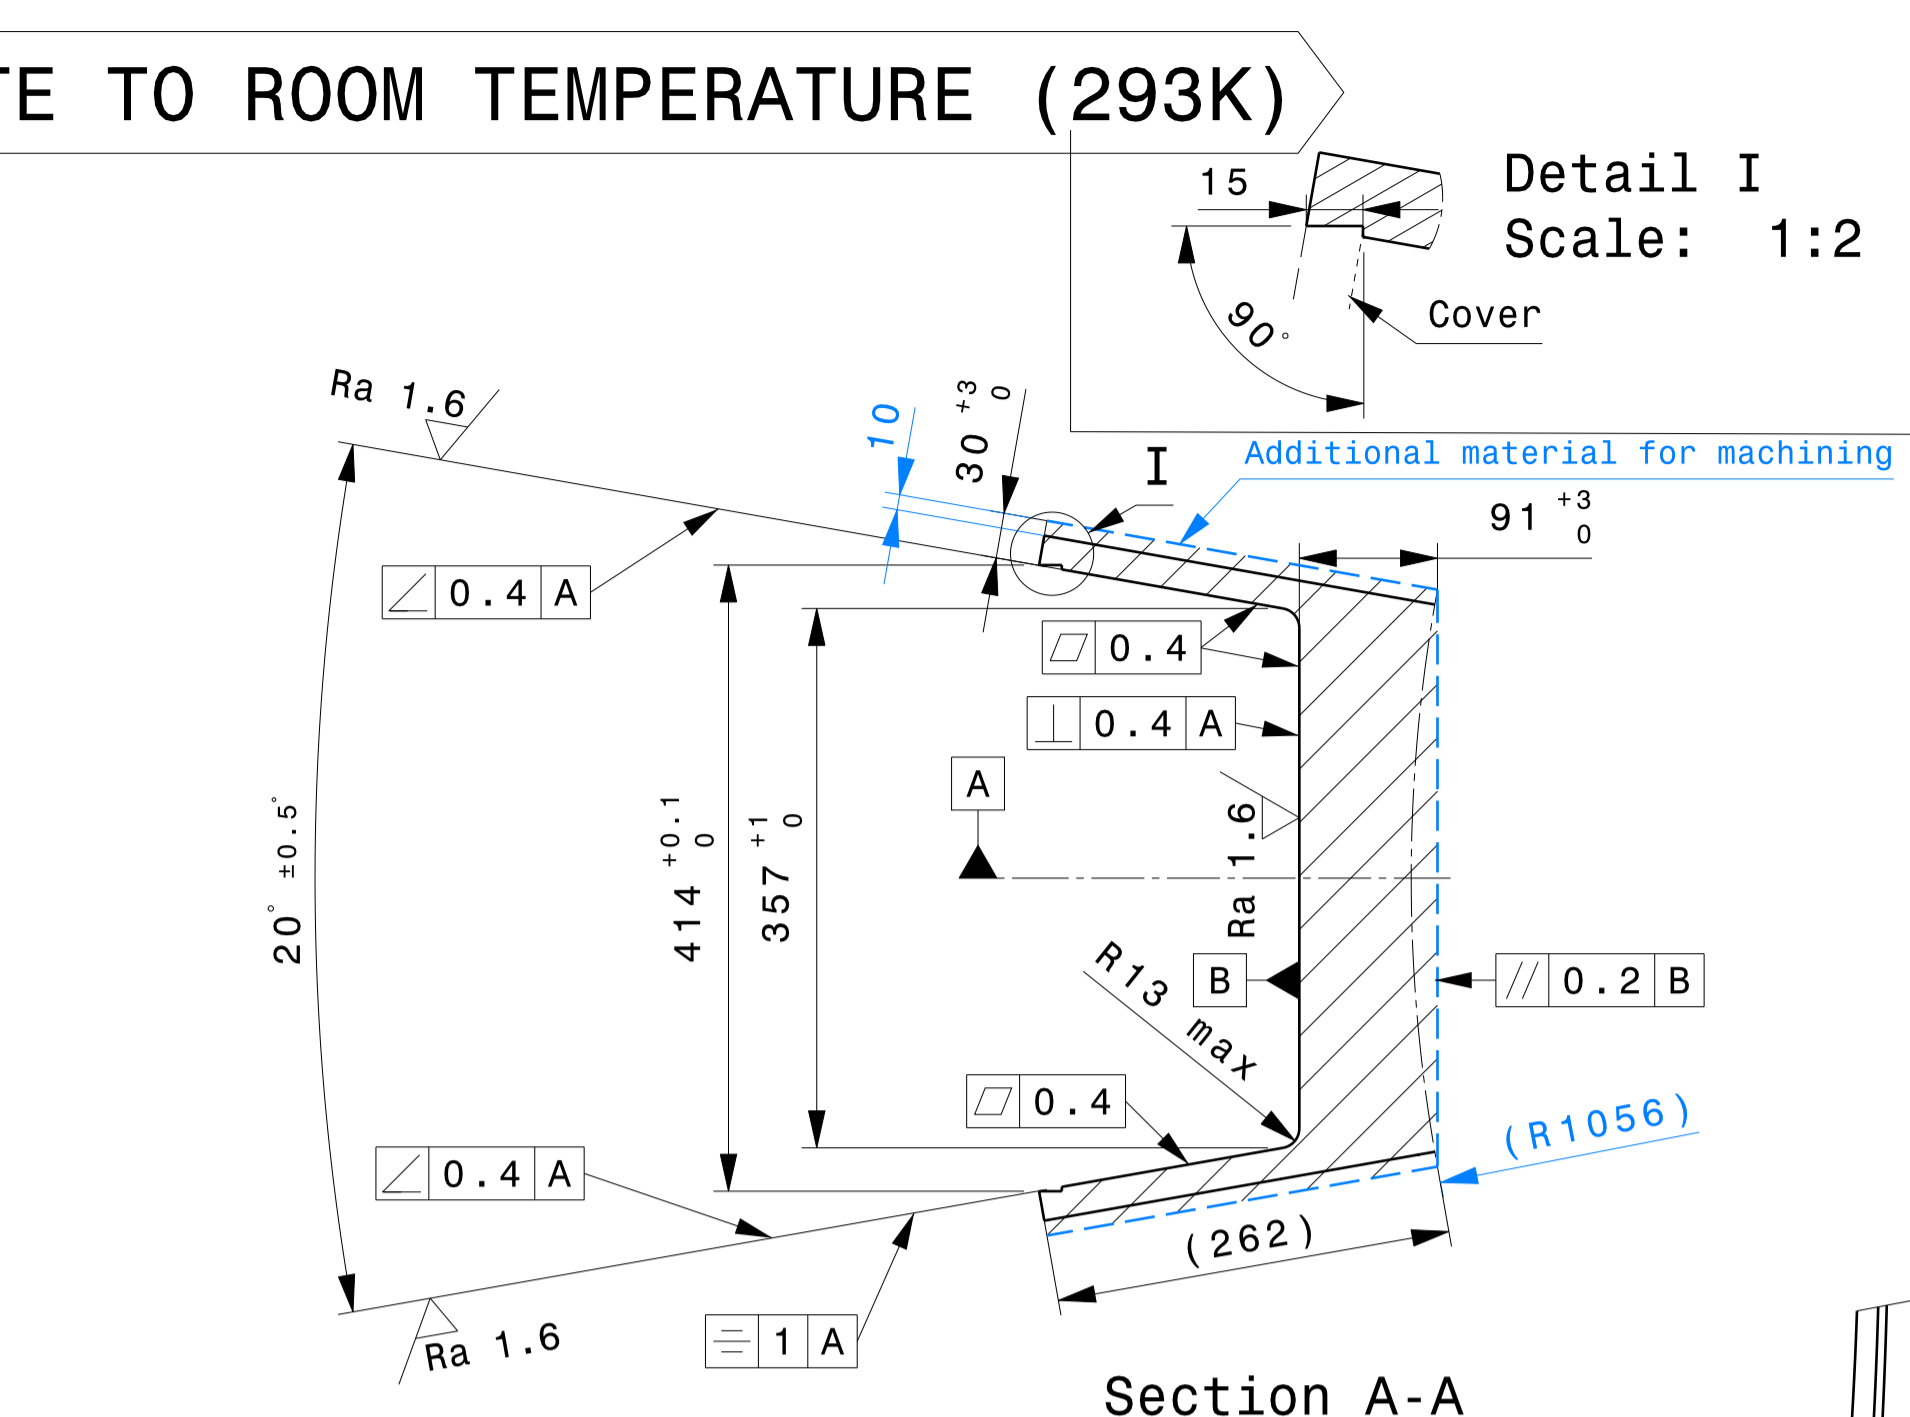 TE TO ROOM TEMPERATURE (293K)
Detail I
Scale: 1:2
15
90°
Cover
Ra 1.6
10
30 +3 0
I
Additional material for machining
91 +3 0
∠ 0.4 A
⏥ 0.4
⊥ 0.4 A
A
20° ±0.5°
414 +0.1 0
357 +1 0
Ra 1.6
B
// 0.2 B
R13 max
⏥ 0.4
(R1056)
∠ 0.4 A
(262)
Ra 1.6
⌯ 1 A
Section A-A